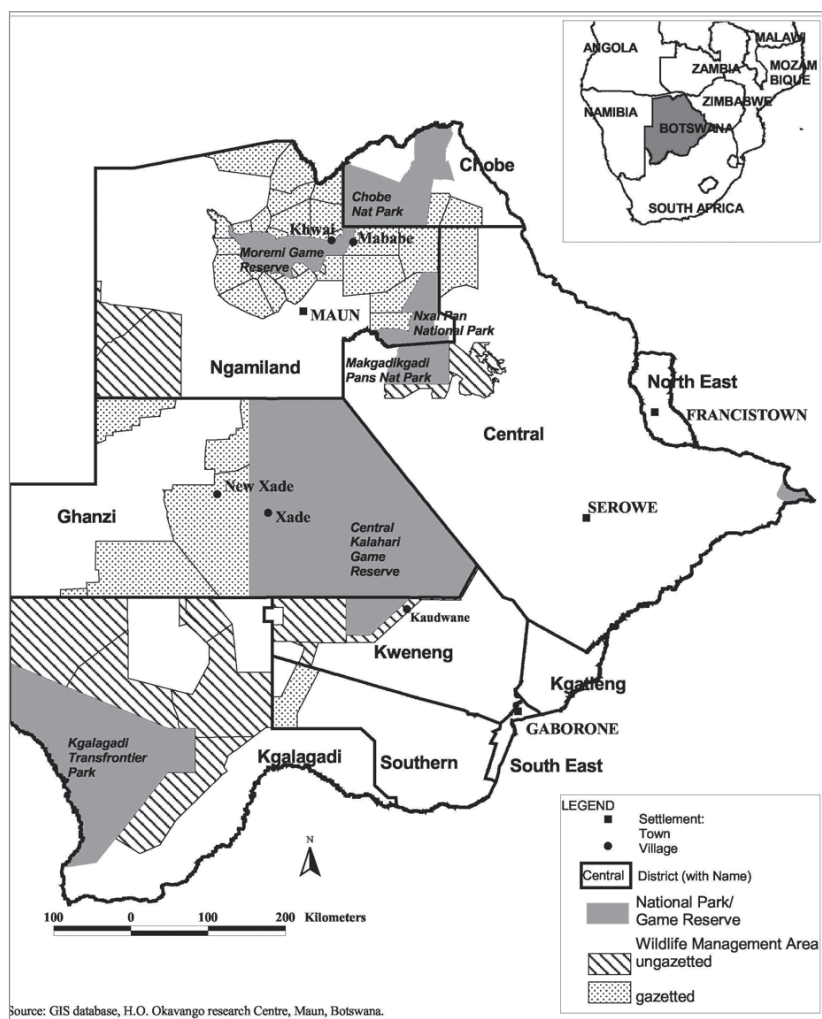 ANGOLA
MALAWI
ZAMBIA
MOZAM
BIQUE
NAMIBIA
ZIMBABWE
BOTSWANA
SOUTH AFRICA
Chobe
Chobe
Nat Park
Khwai
Mababe
Moremi Game
Reserve
MAUN
Nxai Pan
National Park
Ngamiland
Makgadikgadi
Pans Nat Park
North East
FRANCISTOWN
Central
New Xade
Ghanzi
Xade
SEROWE
Central
Kalahari
Game
Reserve
Kaudwane
Kweneng
Kgatleng
GABORONE
Kgalagadi
Transfrontier
Park
Kgalagadi
Southern
South East
N
100 0 100 200 Kilometers
LEGEND
Settlement:
Town
Village
Central District (with Name)
National Park/
Game Reserve
Wildlife Management Area
ungazetted
gazetted
Source: GIS database, H.O. Okavango research Centre, Maun, Botswana.